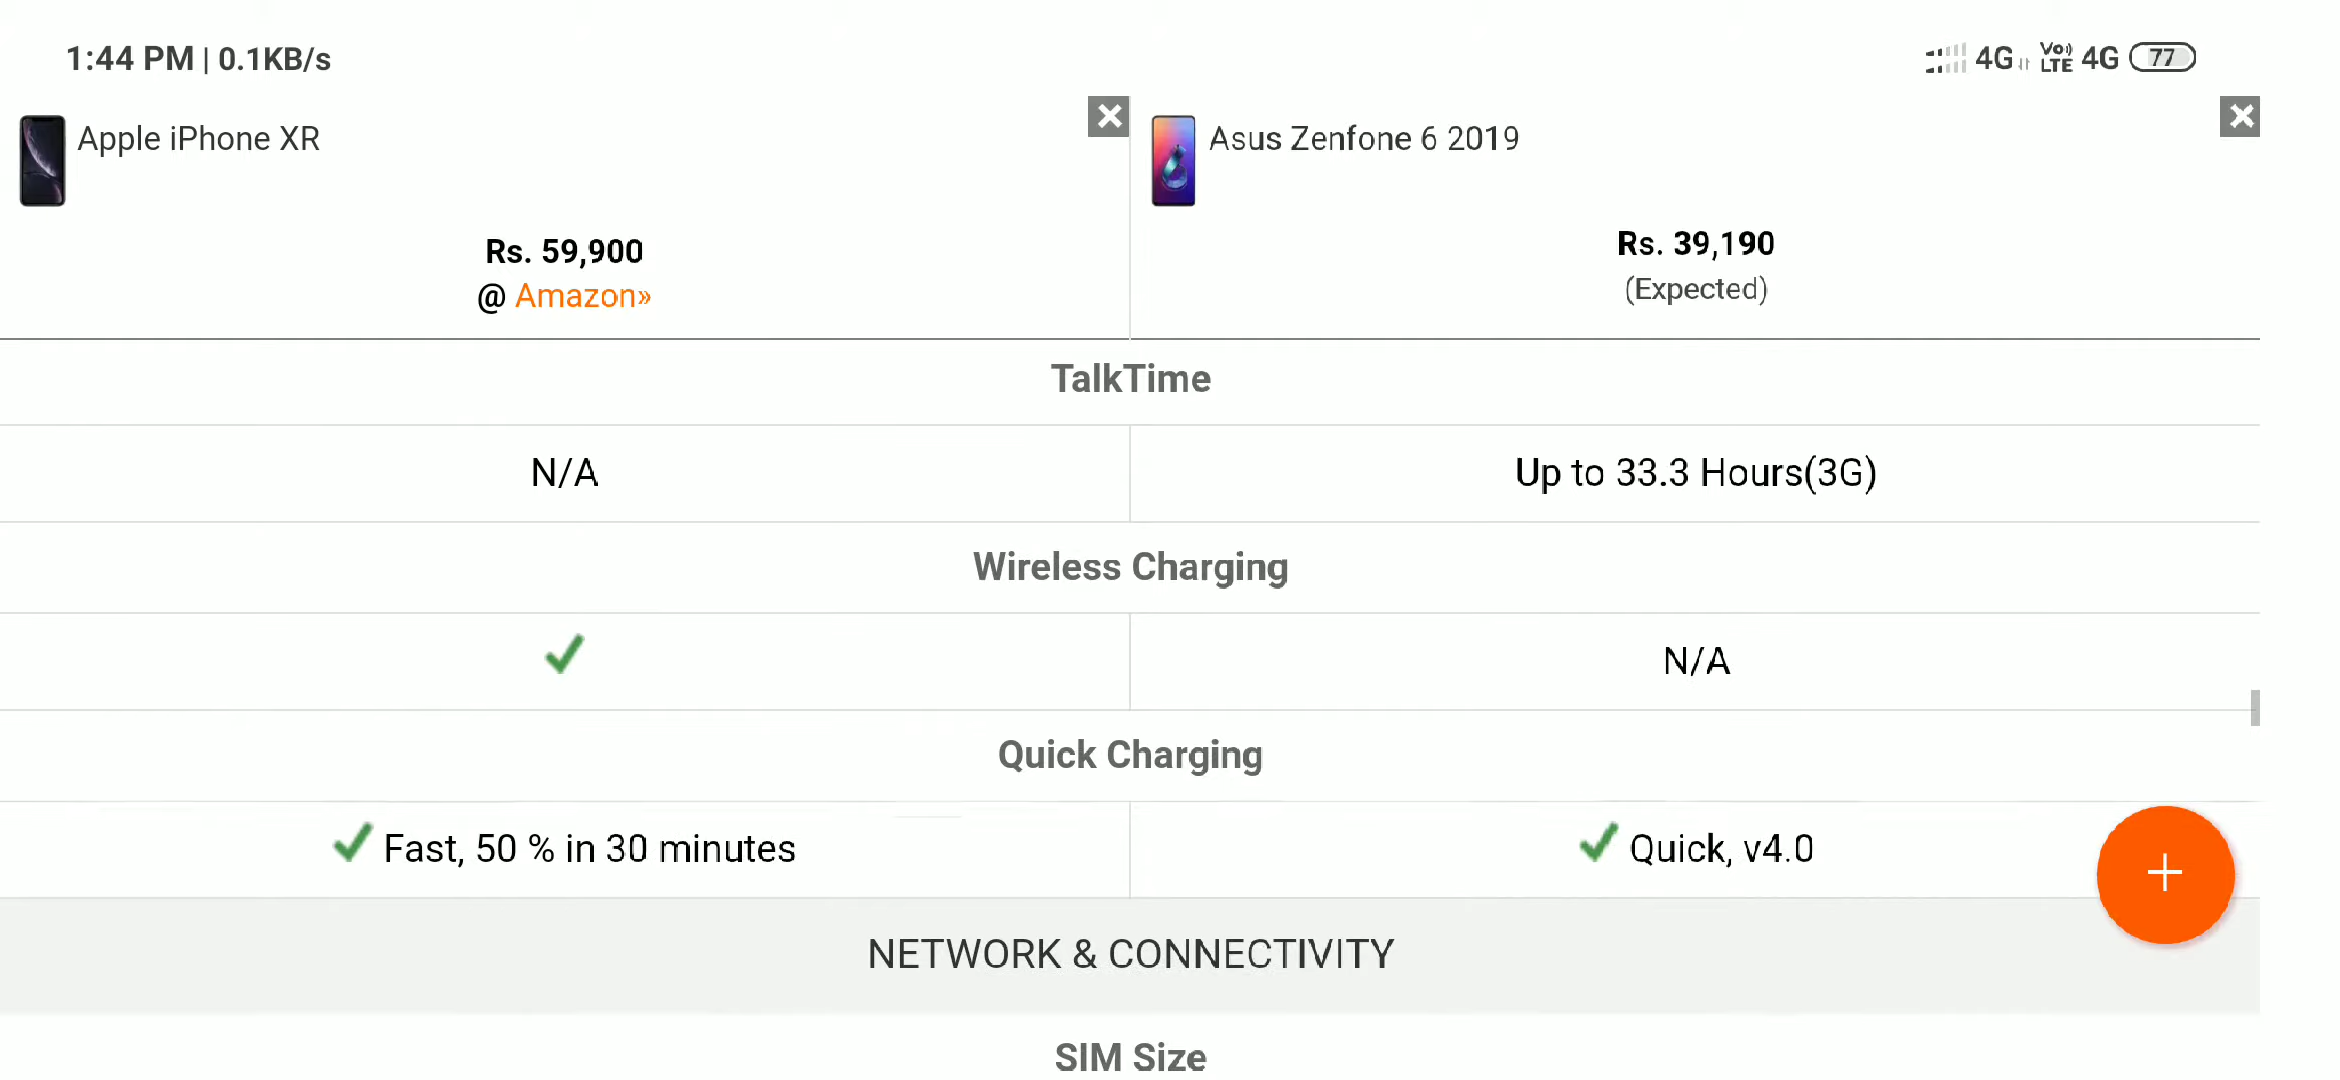 1:44 PM | 0.1KB/s 4G Vo) LTE 4G 77
Apple iPhone XR
Asus Zenfone 6 2019
Rs. 59,900
@ Amazon»
Rs. 39,190
(Expected)
TalkTime
N/A Up to 33.3 Hours(3G)
Wireless Charging
N/A
Quick Charging
Fast, 50 % in 30 minutes Quick, v4.0
NETWORK & CONNECTIVITY
SIM Size